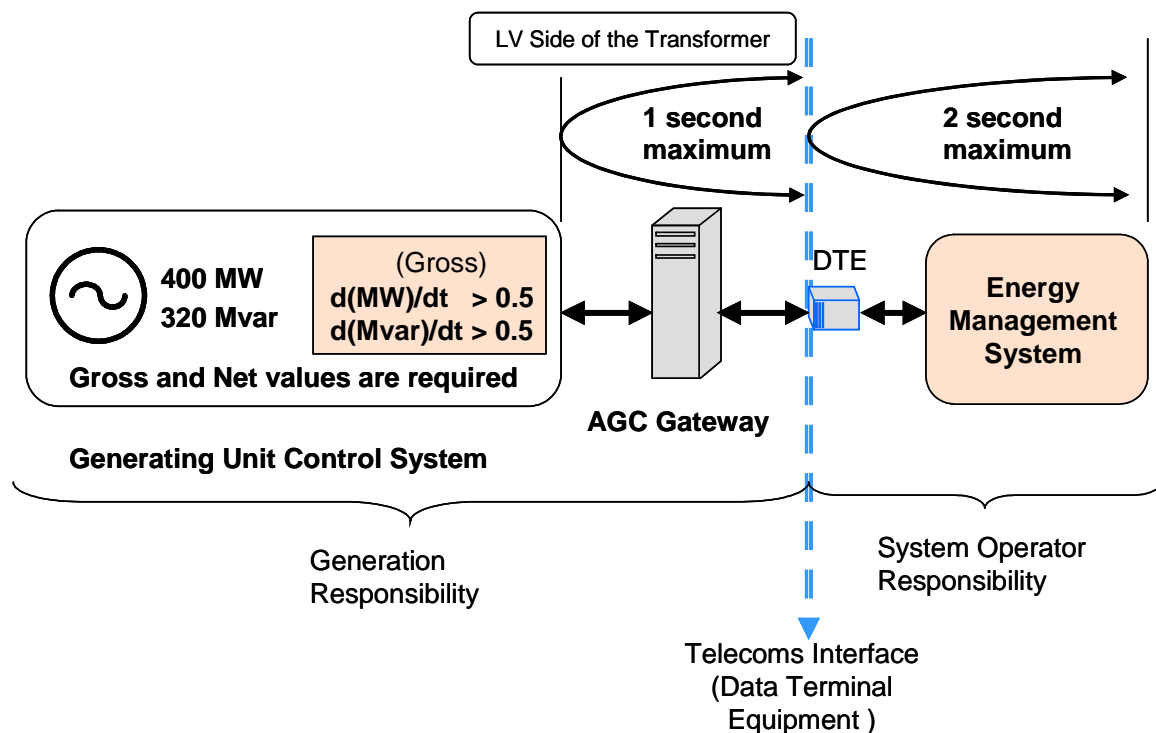 LV Side of the Transformer
1 second
maximum
2 second
maximum
400 MW
320 Mvar
(Gross)
d(MW)/dt > 0.5
d(Mvar)/dt > 0.5
Gross and Net values are required
DTE
Energy
Management
System
AGC Gateway
Generating Unit Control System
Generation
Responsibility
System Operator
Responsibility
Telecoms Interface
(Data Terminal
Equipment )